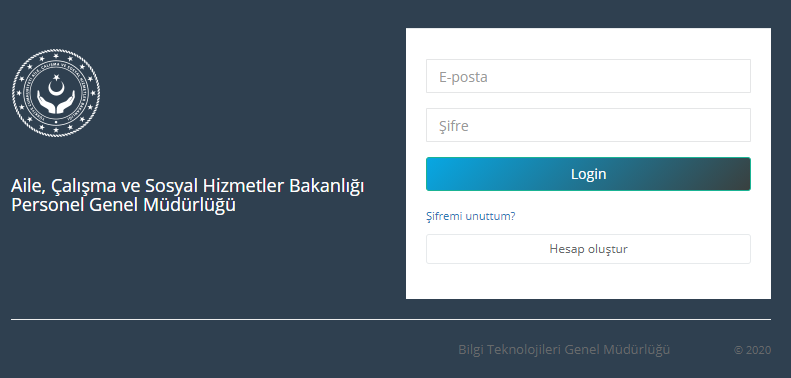 Aile, Çalışma ve Sosyal Hizmetler Bakanlığı
Personel Genel Müdürlüğü
E-posta
Şifre
Login
Şifremi unuttum?
Hesap oluştur
Bilgi Teknolojileri Genel Müdürlüğü
© 2020